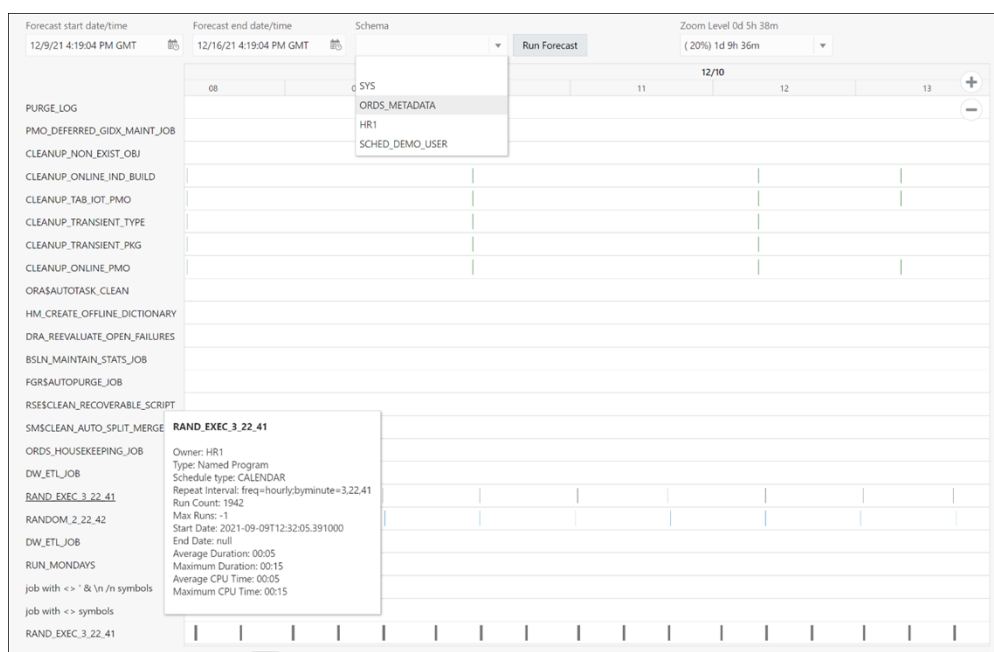 Forecast start date/time Forecast end date/time Schema Zoom Level 0d 5h 38m
12/9/21 4:19:04 PM GMT 12/16/21 4:19:04 PM GMT Run Forecast ( 20%) 1d 9h 36m
12/10
08 0 11 12 13
SYS
ORDS_METADATA
HR1
SCHED_DEMO_USER
PURGE_LOG
PMO_DEFERRED_GIDX_MAINT_JOB
CLEANUP_NON_EXIST_OBJ
CLEANUP_ONLINE_IND_BUILD
CLEANUP_TAB_IOT_PMO
CLEANUP_TRANSIENT_TYPE
CLEANUP_TRANSIENT_PKG
CLEANUP_ONLINE_PMO
ORA$AUTOTASK_CLEAN
HM_CREATE_OFFLINE_DICTIONARY
DRA_REEVALUATE_OPEN_FAILURES
BSLN_MAINTAIN_STATS_JOB
FGR$AUTOPURGE_JOB
RSE$CLEAN_RECOVERABLE_SCRIPT
SM$CLEAN_AUTO_SPLIT_MERGE
ORDS_HOUSEKEEPING_JOB
DW_ETL_JOB
RAND_EXEC_3_22_41
RANDOM_2_22_42
DW_ETL_JOB
RUN_MONDAYS
job with <> ' & \n /n symbols
job with <> symbols
RAND_EXEC_3_22_41
RAND_EXEC_3_22_41
Owner: HR1
Type: Named Program
Schedule type: CALENDAR
Repeat Interval: freq=hourly;byminute=3,22,41
Run Count: 1942
Max Runs: -1
Start Date: 2021-09-09T12:32:05.391000
End Date: null
Average Duration: 00:05
Maximum Duration: 00:15
Average CPU Time: 00:05
Maximum CPU Time: 00:15